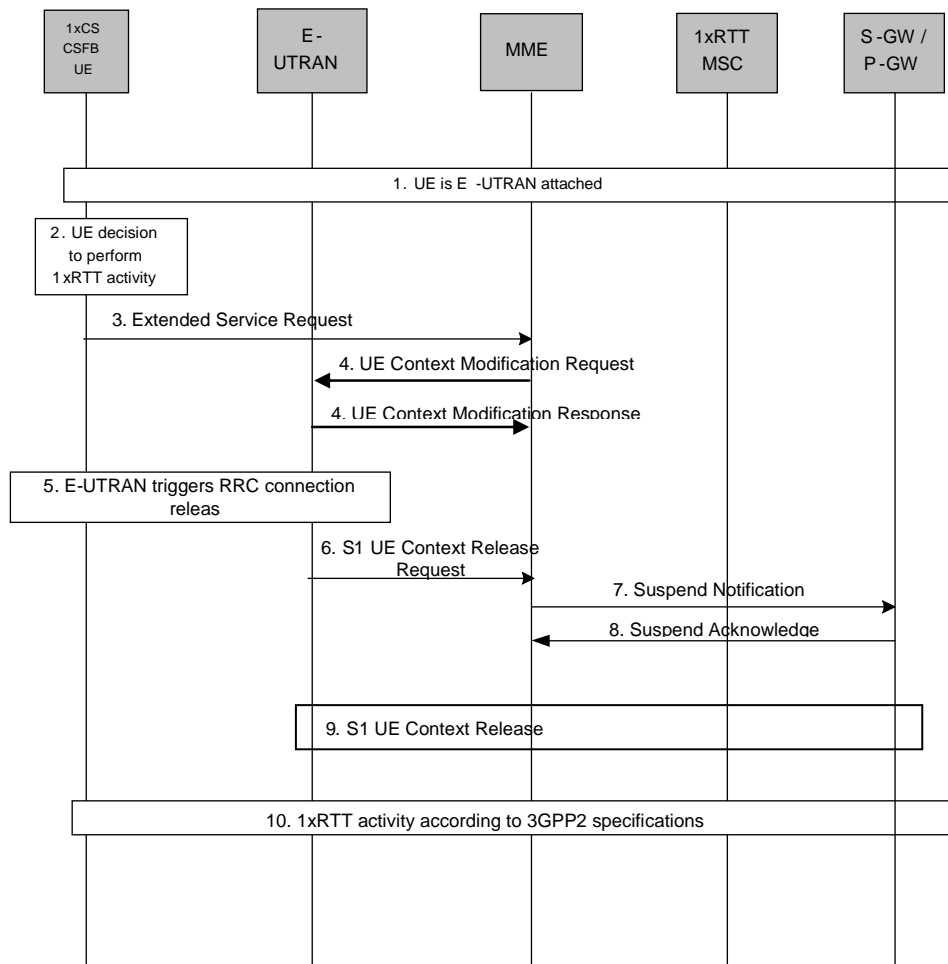 1xCS
CSFB
UE
E-
UTRAN
MME
1xRTT
MSC
S-GW /
P-GW
1. UE is E -UTRAN attached
2. UE decision
to perform
1xRTT activity
3. Extended Service Request
4. UE Context Modification Request
4. UE Context Modification Response
5. E-UTRAN triggers RRC connection
releas
6. S1 UE Context Release
Request
7. Suspend Notification
8. Suspend Acknowledge
9. S1 UE Context Release
10. 1xRTT activity according to 3GPP2 specifications